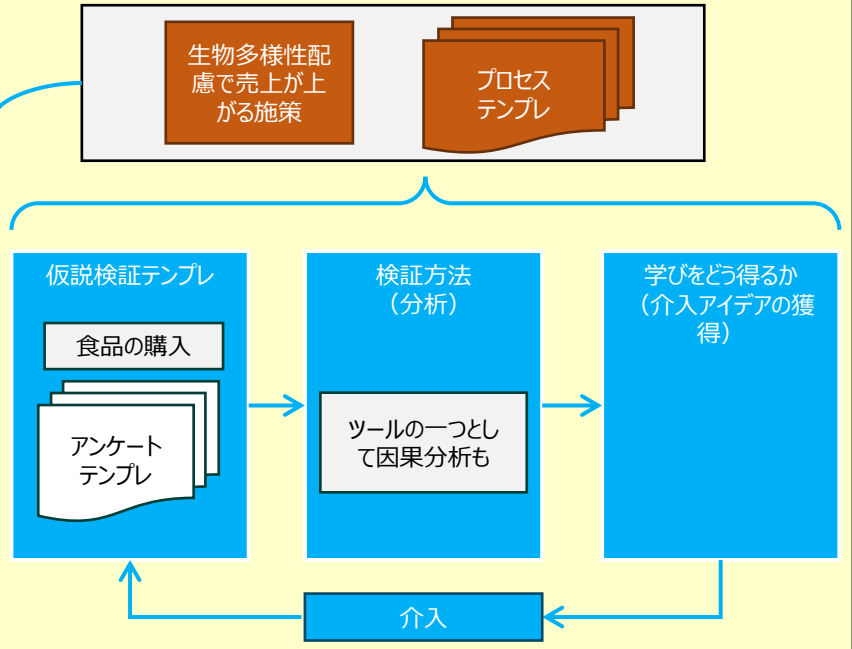 生物多様性配
慮で売上が上
がる施策
プロセス
テンプレ
仮説検証テンプレ
食品の購入
アンケート
テンプレ
検証方法
（分析）
ツールの一つとし
て因果分析も
学びをどう得るか
（介入アイデアの獲
得）
介入